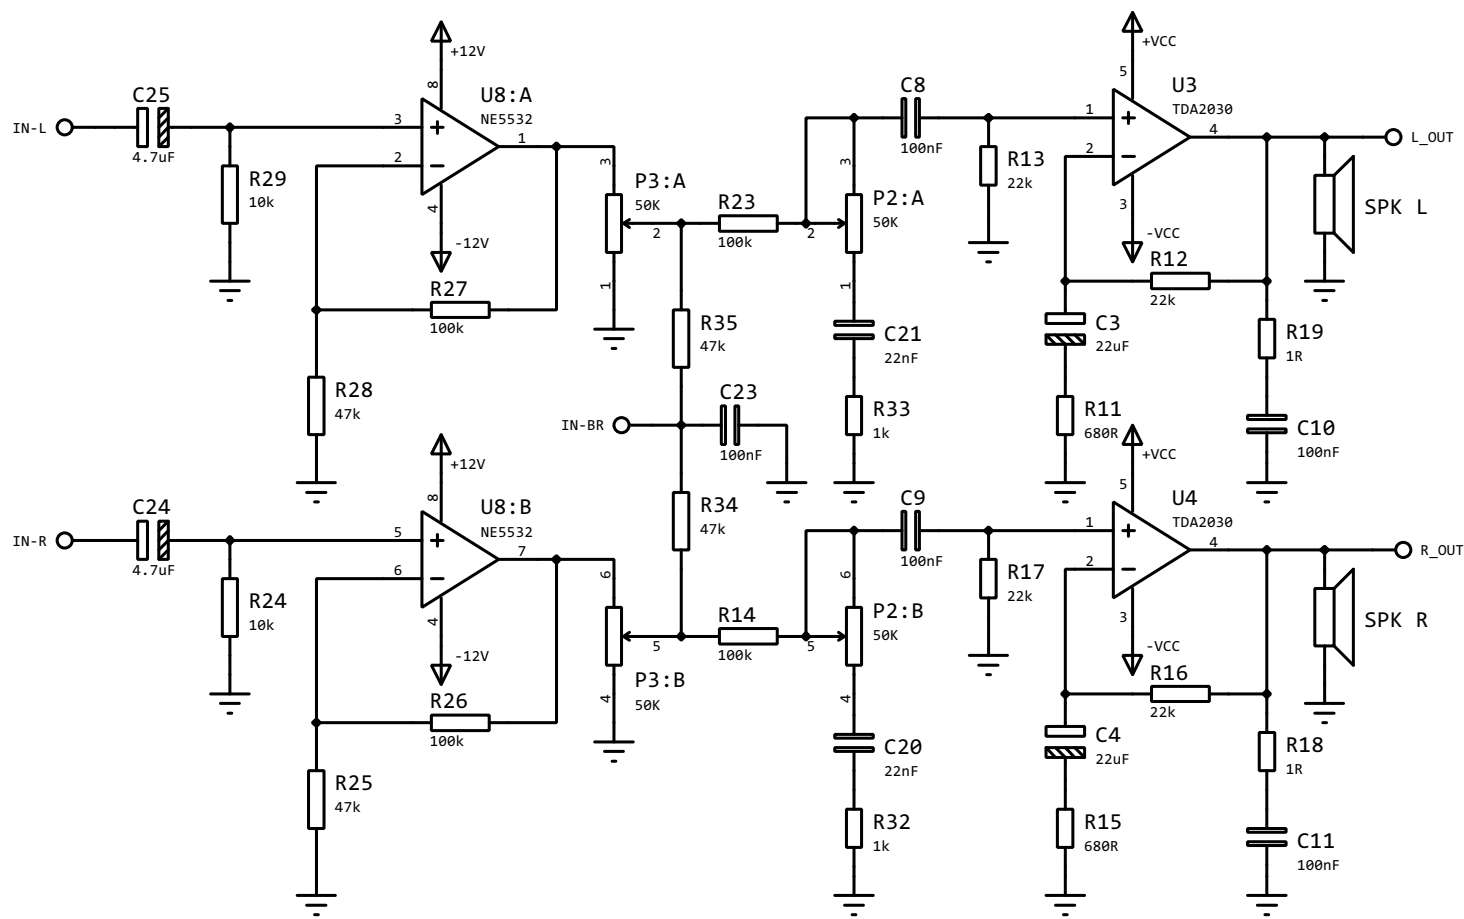 IN-L
C25
4.7uF
R29
10k
+12V
8
U8:A
NE5532
3
+
2
−
1
4
-12V
R27
100k
R28
47k
3
P3:A
50K
2
1
R23
100k
R35
47k
IN-BR
C23
100nF
R34
47k
2
3
P2:A
50K
1
C21
22nF
R33
1k
C8
100nF
R13
22k
+VCC
5
U3
TDA2030
1
+
2
−
4
3
-VCC
R12
22k
C3
22uF
R11
680R
R19
1R
C10
100nF
L_OUT
SPK L
IN-R
C24
4.7uF
R24
10k
+12V
8
U8:B
NE5532
5
+
6
−
7
4
-12V
R26
100k
R25
47k
6
5
P3:B
50K
4
R14
100k
5
6
P2:B
50K
4
C20
22nF
R32
1k
C9
100nF
R17
22k
+VCC
5
U4
TDA2030
1
+
2
−
4
3
-VCC
R16
22k
C4
22uF
R15
680R
R18
1R
C11
100nF
R_OUT
SPK R